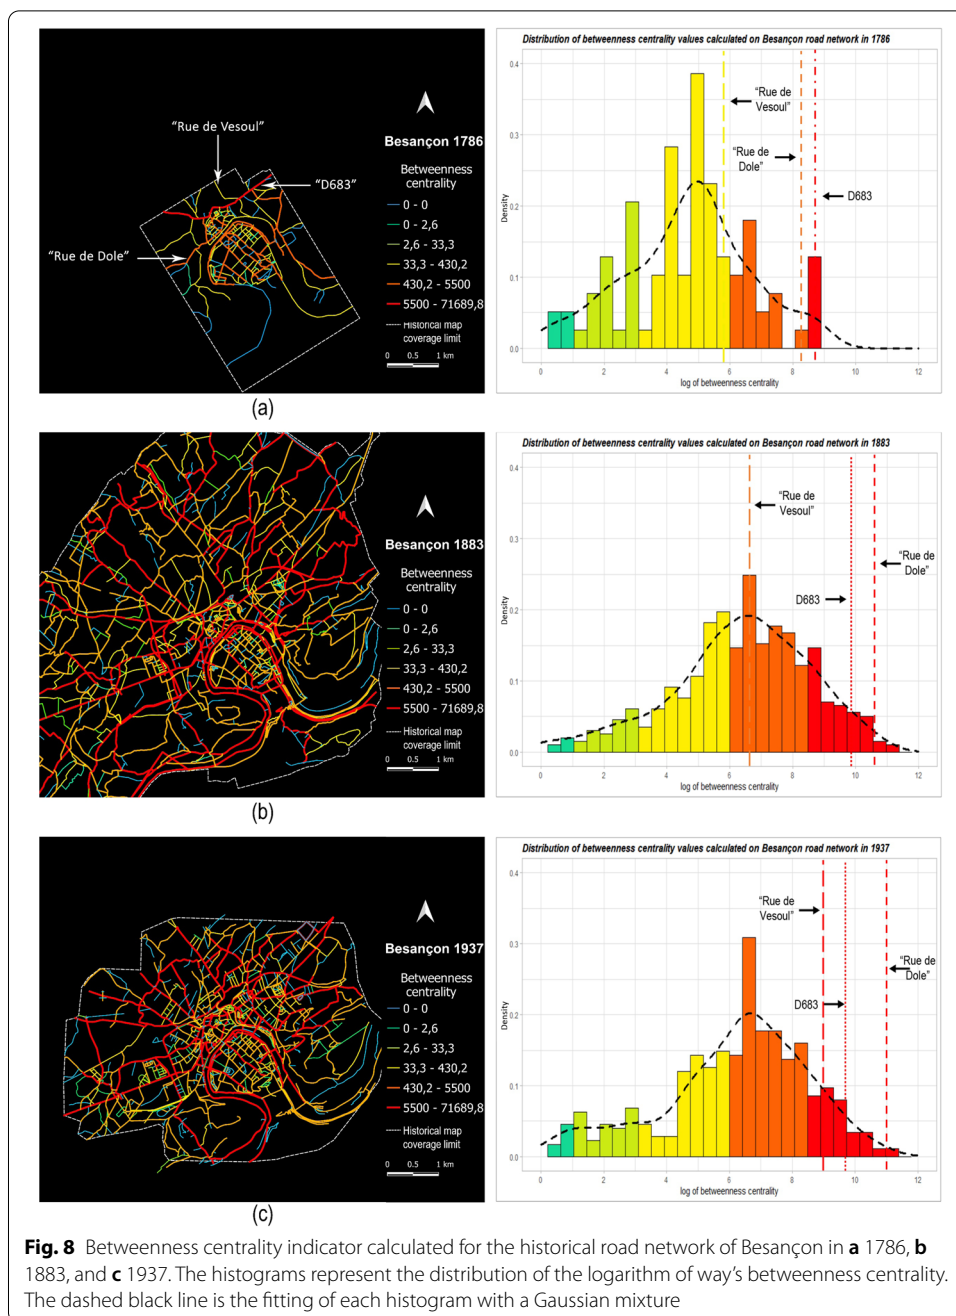 Distribution of betweenness centrality values calculated on Besançon road network in 1786
"Rue de Vesoul"
"D683"
"Rue de Dole"
Besançon 1786
Betweenness
centrality
0 - 0
0 - 2,6
2,6 - 33,3
33,3 - 430,2
430,2 - 5500
5500 - 71689,8
Historical map
coverage limit
0 0.5 1 km
0.4
0.3
0.2
0.1
0.0
Density
"Rue de
Vesoul"
"Rue de
Dole"
D683
0 2 4 6 8 10 12
log of betweenness centrality
(a)
Distribution of betweenness centrality values calculated on Besançon road network in 1883
Besançon 1883
Betweenness
centrality
0 - 0
0 - 2,6
2,6 - 33,3
33,3 - 430,2
430,2 - 5500
5500 - 71689,8
Historical map
coverage limit
0 0.5 1 km
0.4
0.3
0.2
0.1
0.0
Density
"Rue de
Vesoul"
"Rue de
Dole"
D683
0 2 4 6 8 10 12
log of betweenness centrality
(b)
Distribution of betweenness centrality values calculated on Besançon road network in 1937
Besançon 1937
Betweenness
centrality
0 - 0
0 - 2,6
2,6 - 33,3
33,3 - 430,2
430,2 - 5500
5500 - 71689,8
Historical map
coverage limit
0 0.5 1 km
0.4
0.3
0.2
0.1
0.0
Density
"Rue de
Vesoul"
"Rue de
Dole"
D683
0 2 4 6 8 10 12
log of betweenness centrality
(c)
Fig. 8 Betweenness centrality indicator calculated for the historical road network of Besançon in a 1786, b
1883, and c 1937. The histograms represent the distribution of the logarithm of way's betweenness centrality.
The dashed black line is the fitting of each histogram with a Gaussian mixture